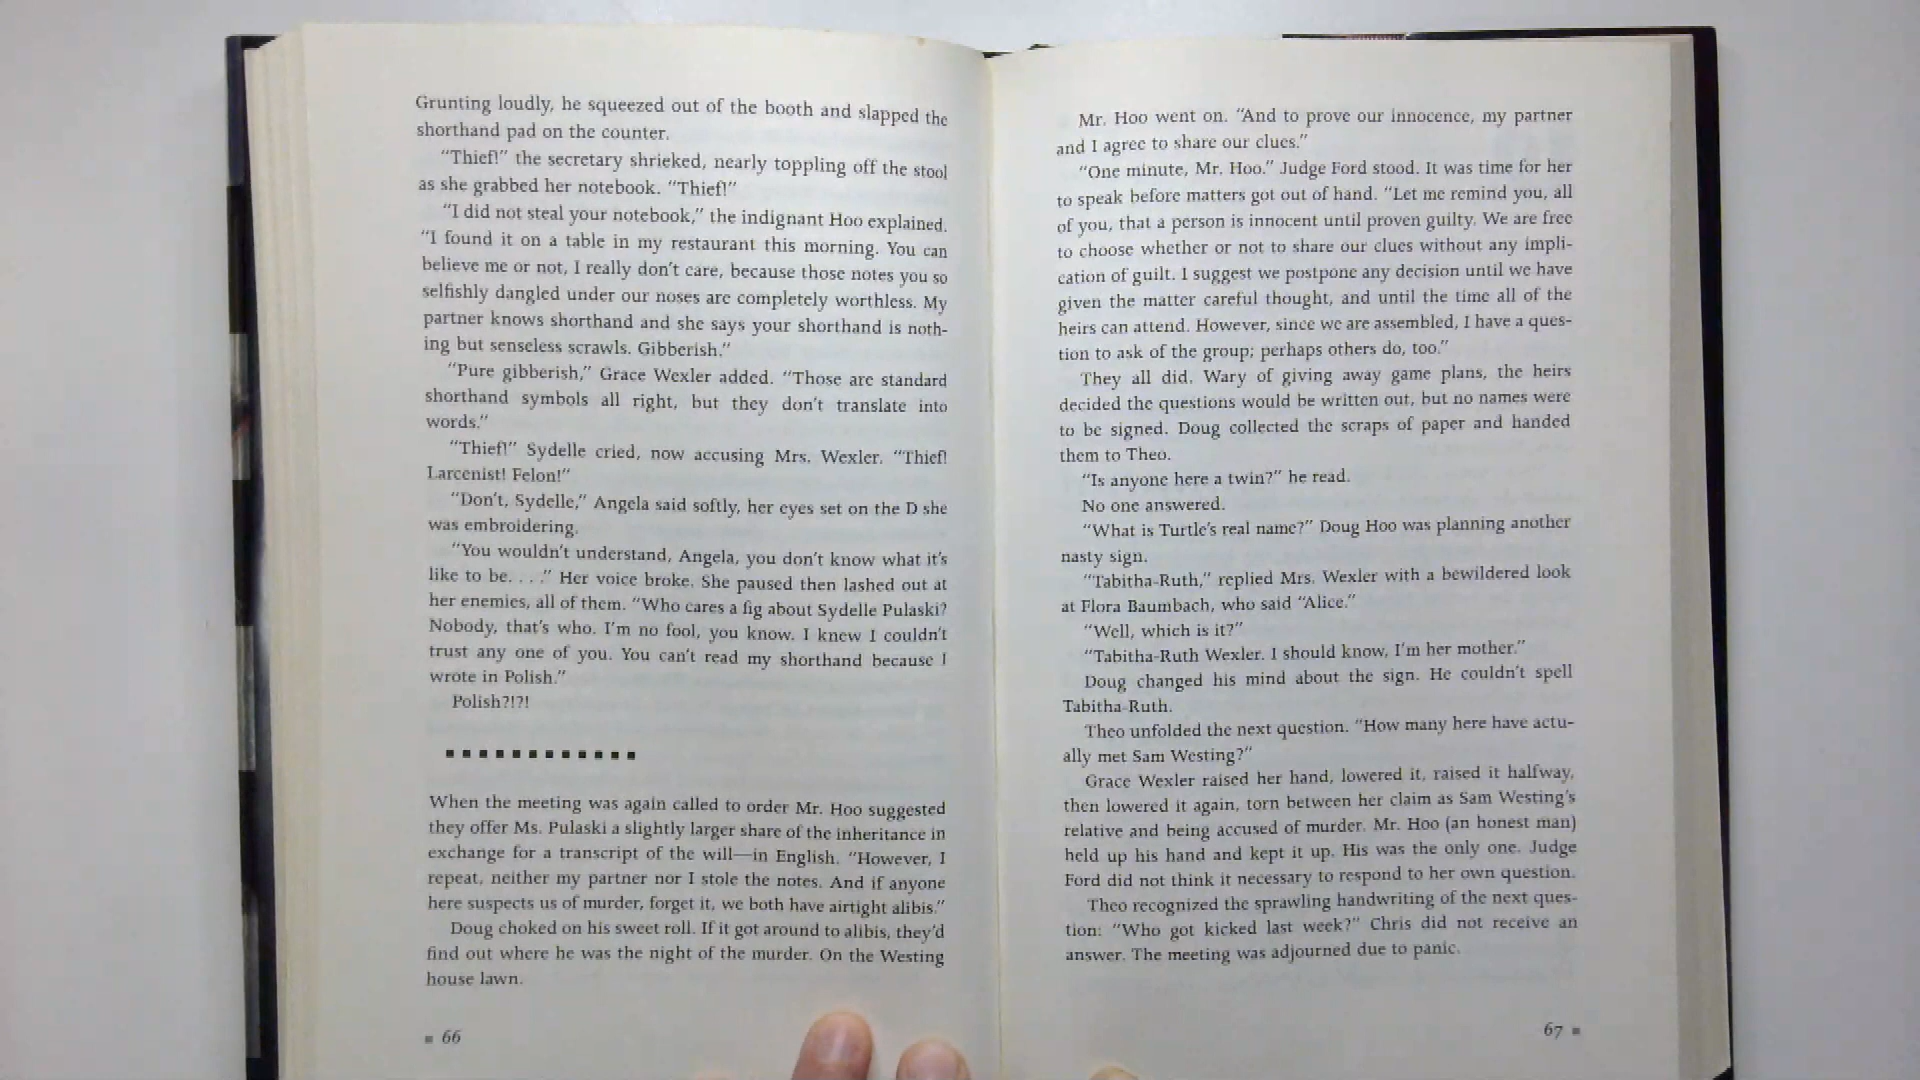 Grunting loudly, he squeezed out of the booth and slapped the
shorthand pad on the counter.
“Thief!” the secretary shrieked, nearly toppling off the stool
as she grabbed her notebook. “Thief!”
“I did not steal your notebook,” the indignant Hoo explained.
“I found it on a table in my restaurant this morning. You can
believe me or not, I really don’t care, because those notes you so
selfishly dangled under our noses are completely worthless. My
partner knows shorthand and she says your shorthand is noth-
ing but senseless scrawls. Gibberish.”
“Pure gibberish,” Grace Wexler added. “Those are standard
shorthand symbols all right, but they don’t translate into
words.”
“Thief!” Sydelle cried, now accusing Mrs. Wexler. “Thief!
Larcenist! Felon!”
“Don’t, Sydelle,” Angela said softly, her eyes set on the D she
was embroidering.
“You wouldn’t understand, Angela, you don’t know what it’s
like to be. . . .” Her voice broke. She paused then lashed out at
her enemies, all of them. “Who cares a fig about Sydelle Pulaski?
Nobody, that’s who. I’m no fool, you know. I knew I couldn’t
trust any one of you. You can’t read my shorthand because I
wrote in Polish.”
Polish?!?!
When the meeting was again called to order Mr. Hoo suggested
they offer Ms. Pulaski a slightly larger share of the inheritance in
exchange for a transcript of the will—in English. “However, I
repeat, neither my partner nor I stole the notes. And if anyone
here suspects us of murder, forget it, we both have airtight alibis.”
Doug choked on his sweet roll. If it got around to alibis, they’d
find out where he was the night of the murder. On the Westing
house lawn.
66
Mr. Hoo went on. “And to prove our innocence, my partner
and I agree to share our clues.”
“One minute, Mr. Hoo.” Judge Ford stood. It was time for her
to speak before matters got out of hand. “Let me remind you, all
of you, that a person is innocent until proven guilty. We are free
to choose whether or not to share our clues without any impli-
cation of guilt. I suggest we postpone any decision until we have
given the matter careful thought, and until the time all of the
heirs can attend. However, since we are assembled, I have a ques-
tion to ask of the group; perhaps others do, too.”
They all did. Wary of giving away game plans, the heirs
decided the questions would be written out, but no names were
to be signed. Doug collected the scraps of paper and handed
them to Theo.
“Is anyone here a twin?” he read.
No one answered.
“What is Turtle’s real name?” Doug Hoo was planning another
nasty sign.
“Tabitha-Ruth,” replied Mrs. Wexler with a bewildered look
at Flora Baumbach, who said “Alice.”
“Well, which is it?”
“Tabitha-Ruth Wexler. I should know, I’m her mother.”
Doug changed his mind about the sign. He couldn’t spell
Tabitha-Ruth.
Theo unfolded the next question. “How many here have actu-
ally met Sam Westing?”
Grace Wexler raised her hand, lowered it, raised it halfway,
then lowered it again, torn between her claim as Sam Westing’s
relative and being accused of murder. Mr. Hoo (an honest man)
held up his hand and kept it up. His was the only one. Judge
Ford did not think it necessary to respond to her own question.
Theo recognized the sprawling handwriting of the next ques-
tion: “Who got kicked last week?” Chris did not receive an
answer. The meeting was adjourned due to panic.
67